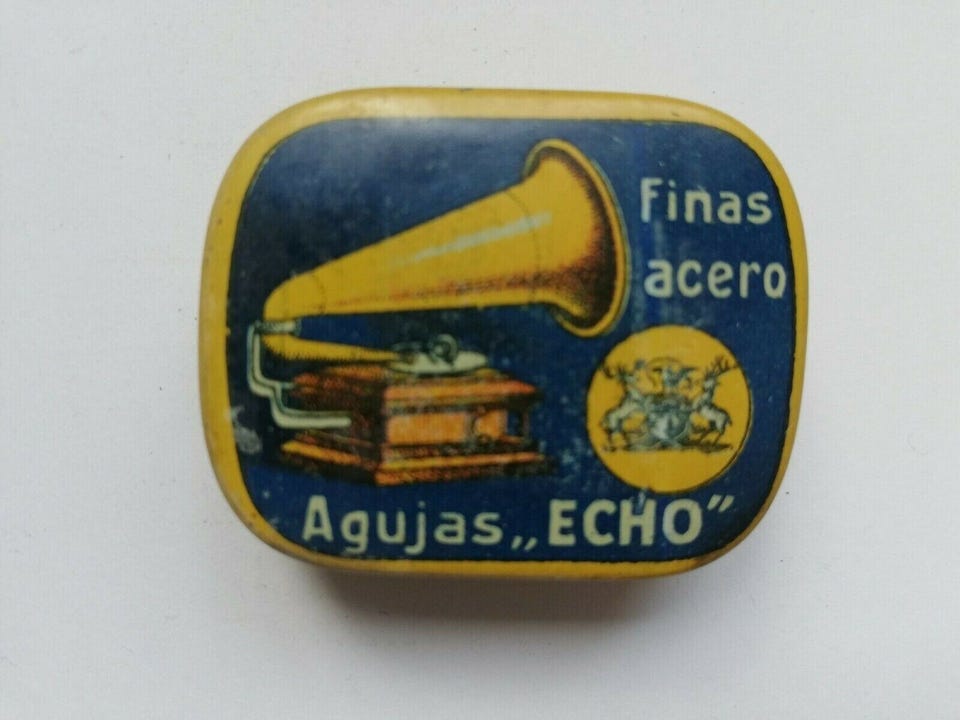 Finas
acero
Agujas „ECHO”